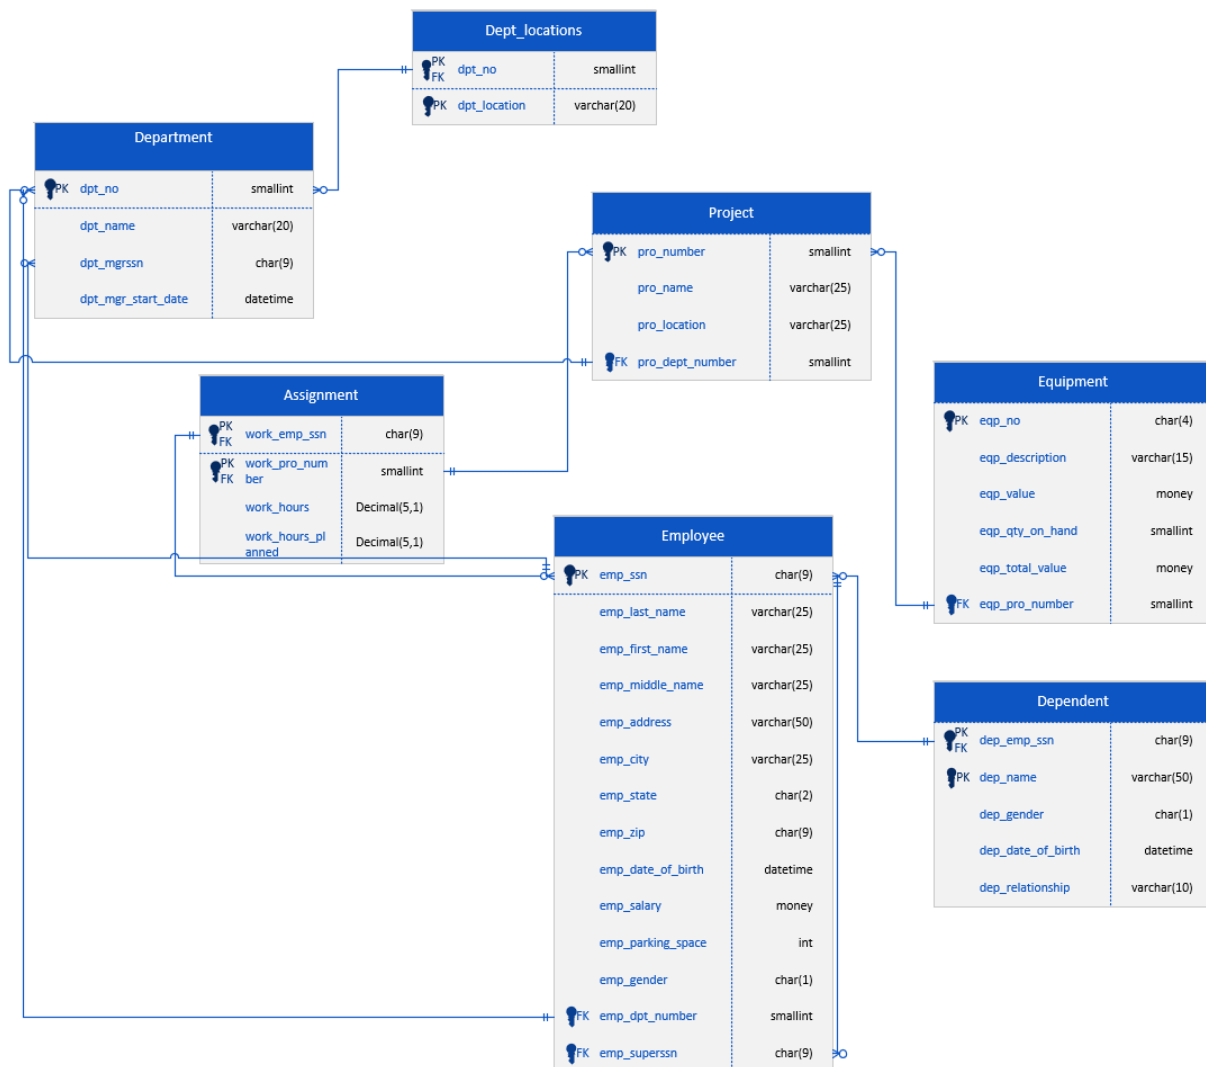 Dept_locations
PK
FK dpt_no smallint
PK dpt_location varchar(20)
Department
PK dpt_no smallint
dpt_name varchar(20)
dpt_mgrssn char(9)
dpt_mgr_start_date datetime
Project
PK pro_number smallint
pro_name varchar(25)
pro_location varchar(25)
FK pro_dept_number smallint
Assignment
PK
FK work_emp_ssn char(9)
PK work_pro_num
FK ber smallint
work_hours Decimal(5,1)
work_hours_pl
anned Decimal(5,1)
Equipment
PK eqp_no char(4)
eqp_description varchar(15)
eqp_value money
eqp_qty_on_hand smallint
eqp_total_value money
FK eqp_pro_number smallint
Employee
PK emp_ssn char(9)
emp_last_name varchar(25)
emp_first_name varchar(25)
emp_middle_name varchar(25)
emp_address varchar(50)
emp_city varchar(25)
emp_state char(2)
emp_zip char(9)
emp_date_of_birth datetime
emp_salary money
emp_parking_space int
emp_gender char(1)
FK emp_dpt_number smallint
FK emp_superssn char(9)
Dependent
PK
FK dep_emp_ssn char(9)
PK dep_name varchar(50)
dep_gender char(1)
dep_date_of_birth datetime
dep_relationship varchar(10)